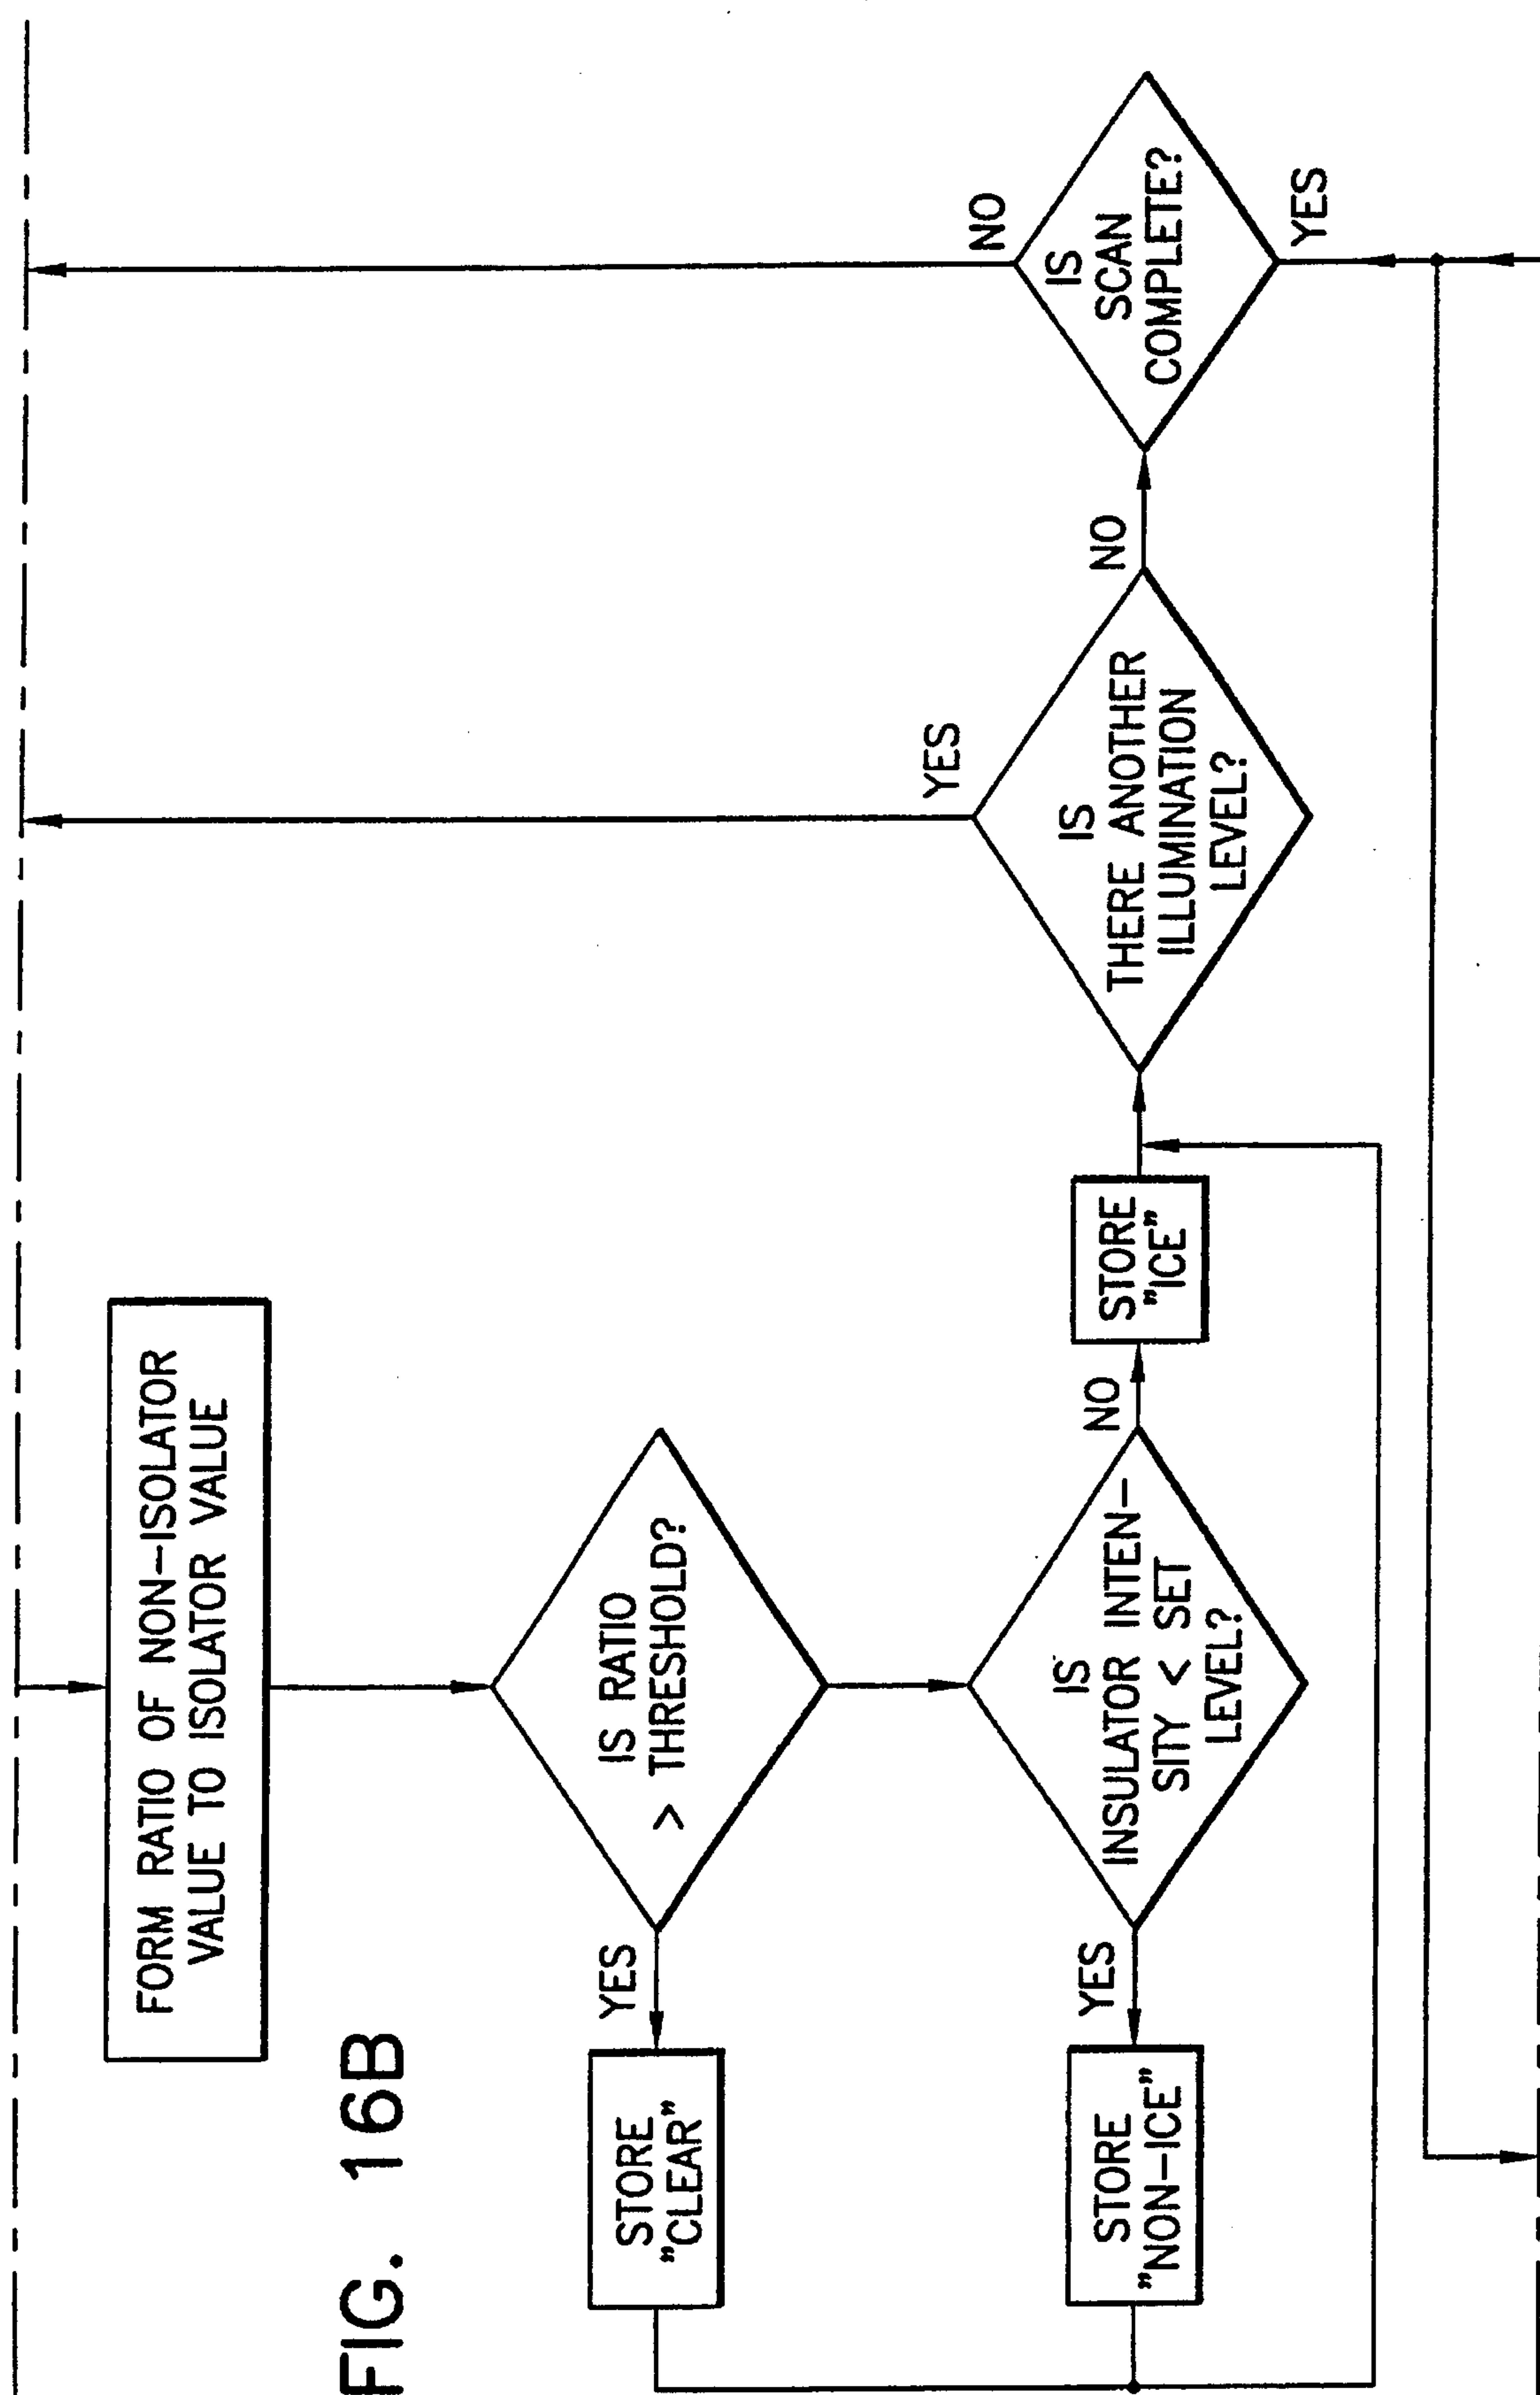 FIG. 16B
FORM RATIO OF NON-ISOLATOR
VALUE TO ISOLATOR VALUE
IS RATIO
> THRESHOLD?
YES
STORE
"CLEAR"
IS
INSULATOR INTEN-
SITY < SET
LEVEL?
YES
STORE
"NON-ICE"
NO
STORE
"ICE"
IS
THERE ANOTHER
ILLUMINATION
LEVEL?
YES
NO
IS
SCAN
COMPLETE?
NO
YES